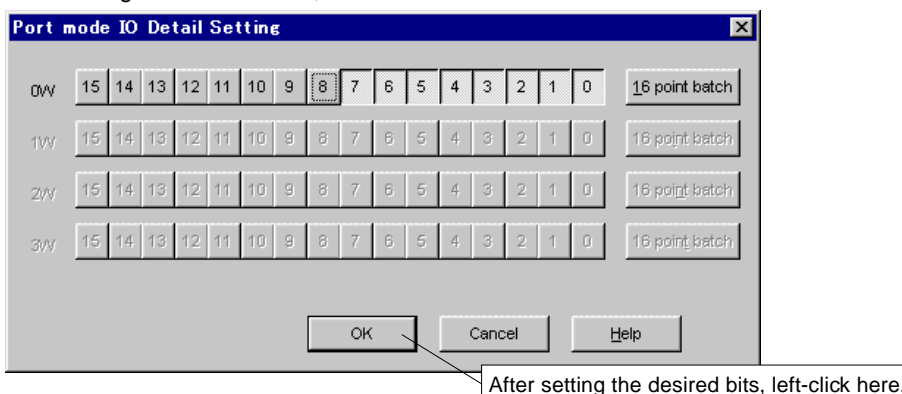 Port mode IO Detail Setting
0W 15 14 13 12 11 10 9 8 7 6 5 4 3 2 1 0 16 point batch
1W 15 14 13 12 11 10 9 8 7 6 5 4 3 2 1 0 16 point batch
2W 15 14 13 12 11 10 9 8 7 6 5 4 3 2 1 0 16 point batch
3W 15 14 13 12 11 10 9 8 7 6 5 4 3 2 1 0 16 point batch
OK Cancel Help
After setting the desired bits, left-click here.